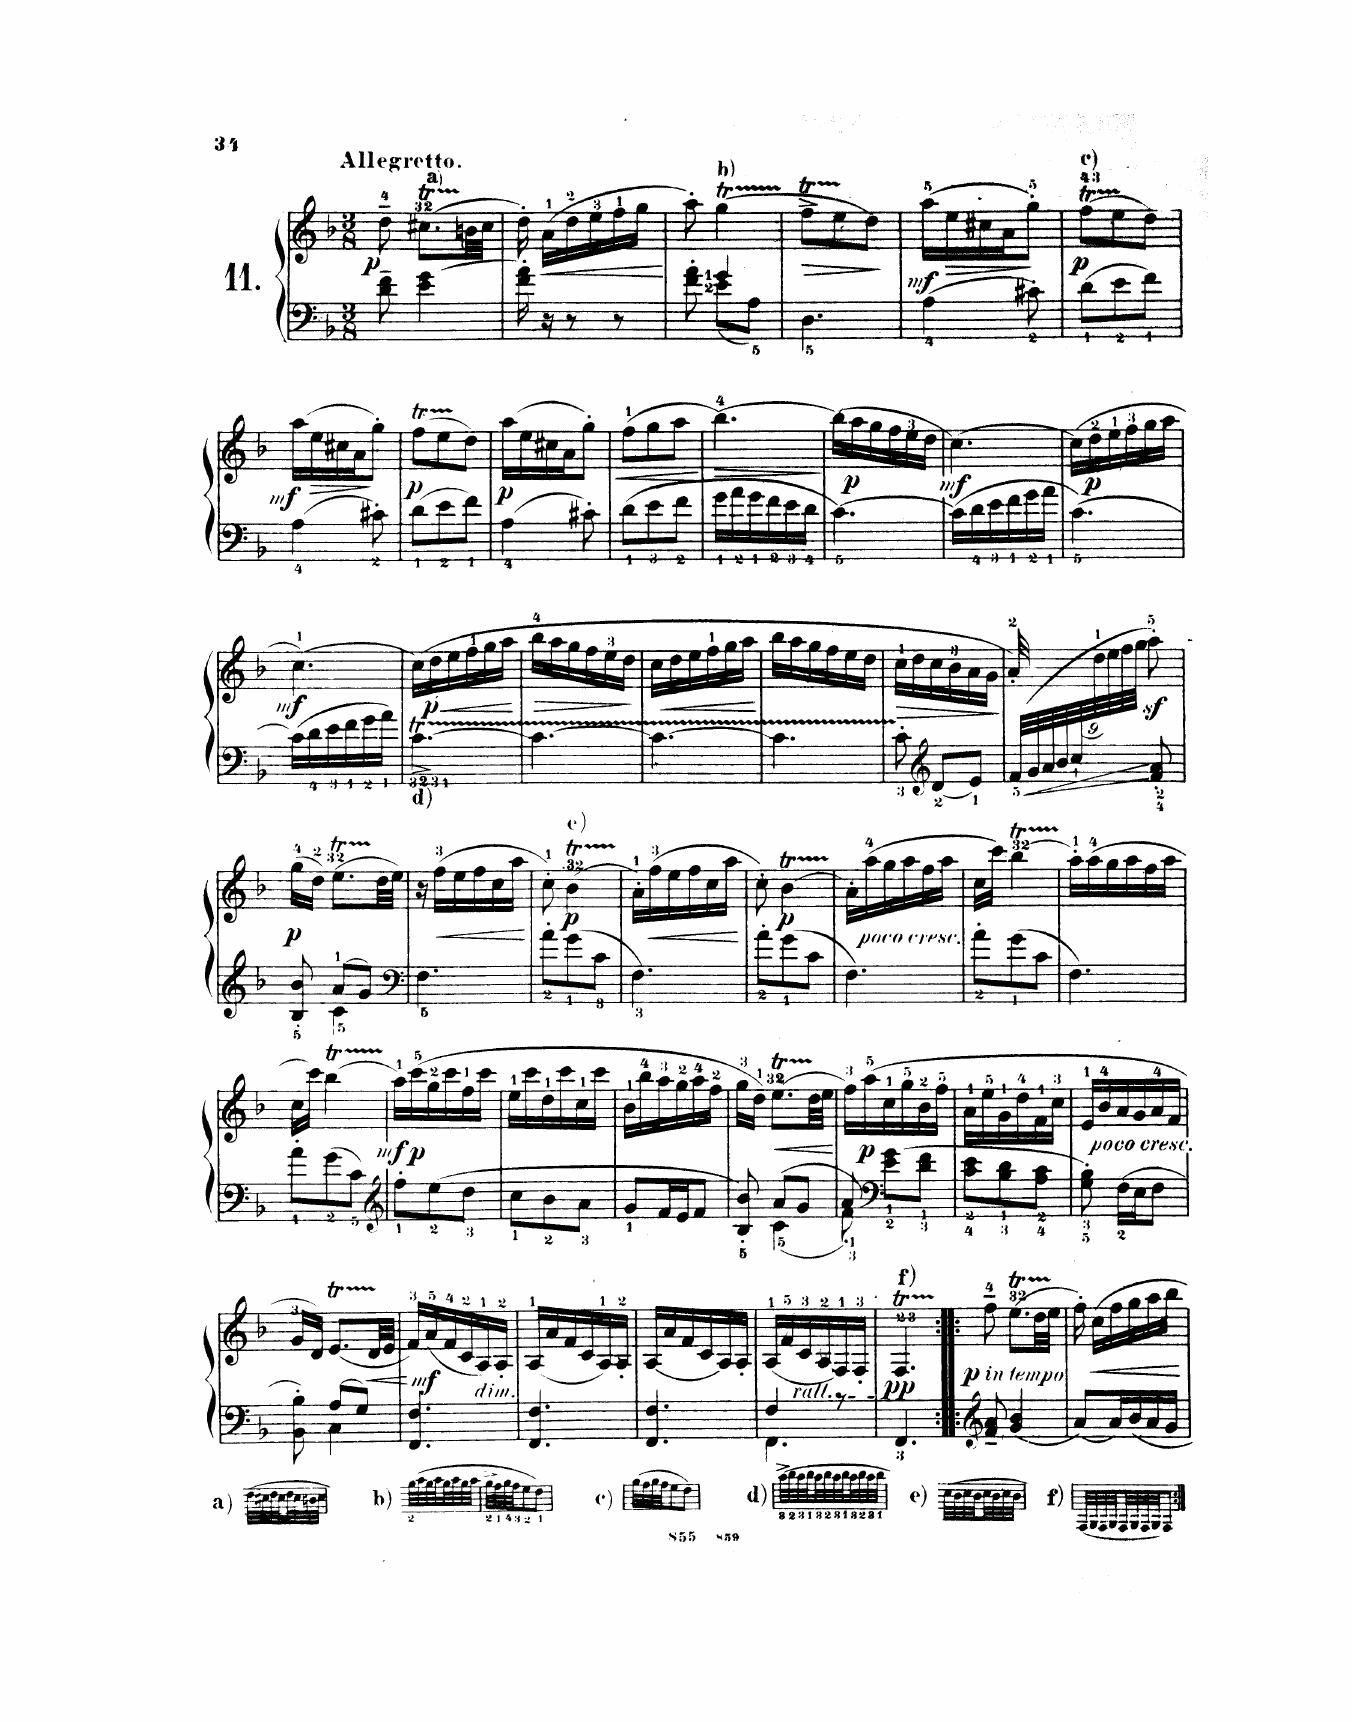 34
Allegretto.
a) b) c)
11.
p mf p
mf p p p mf p
mf p sf
d)
e)
p p p poco cresc.
mf p p poco cresc.
f)
mf dim. rall. pp p in tempo
a) b) c) d) e) f)
855 859